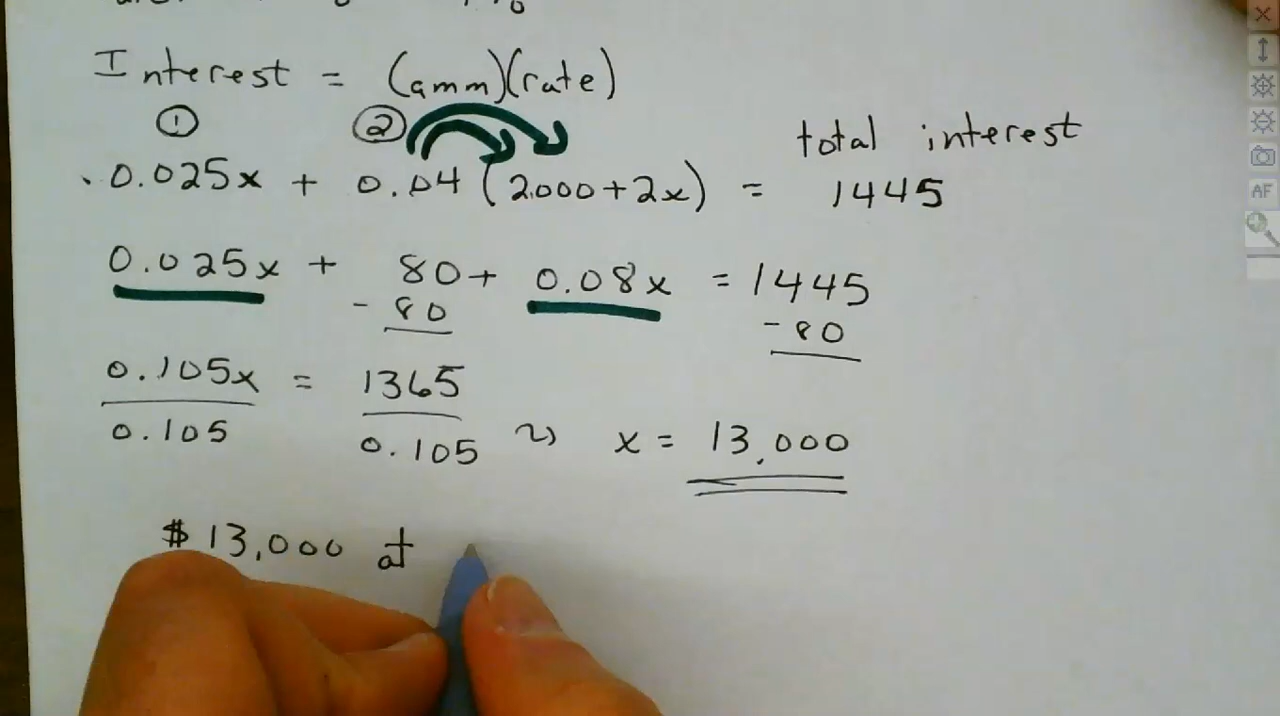 Interest = (amm)(rate)
① ②
total interest
0.025x + 0.04 (2000+2x) = 1445
0.025x + 80+ 0.08x = 1445
-80 -80
0.105x = 1365
0.105 0.105 x = 13,000
$13,000 at
AF